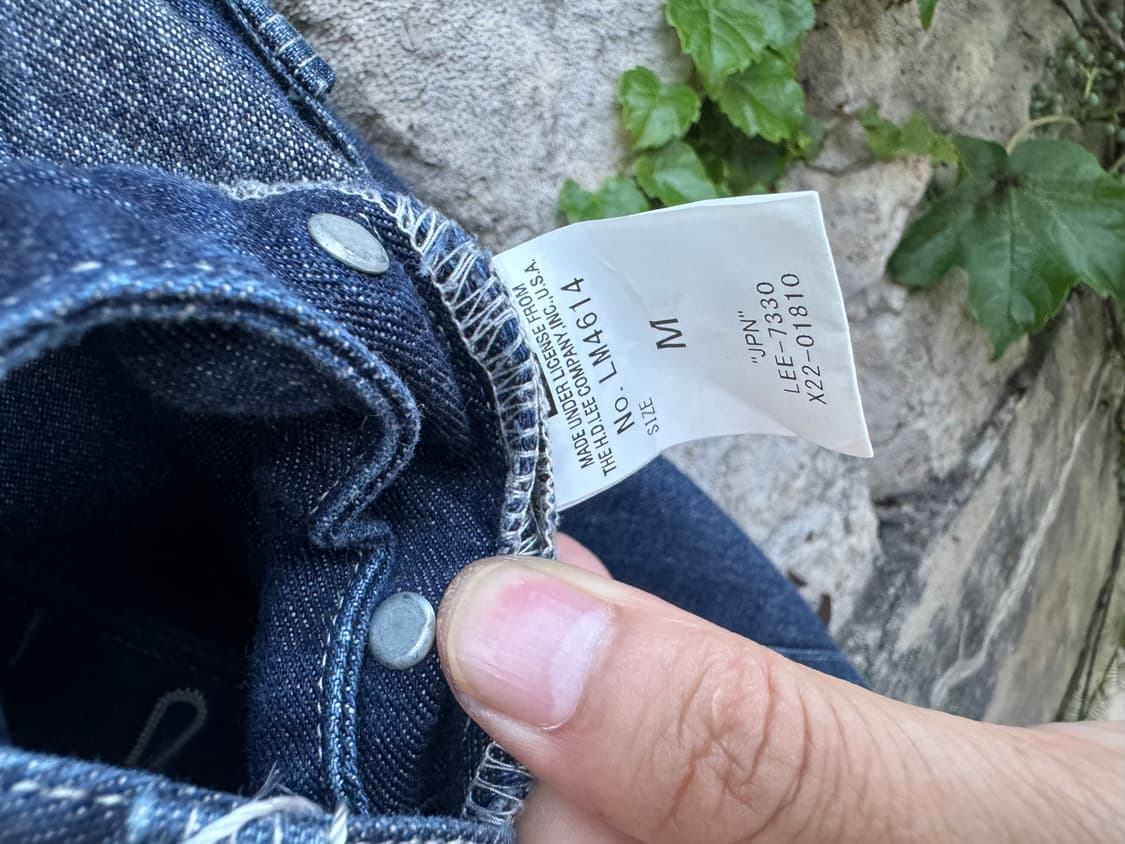 MADE UNDER LICENSE FROM
THE H.D.LEE COMPANY,INC.,U.S.A.
No. LM4614
SIZE
M
"JPN"
LEE-7330
X22-01810